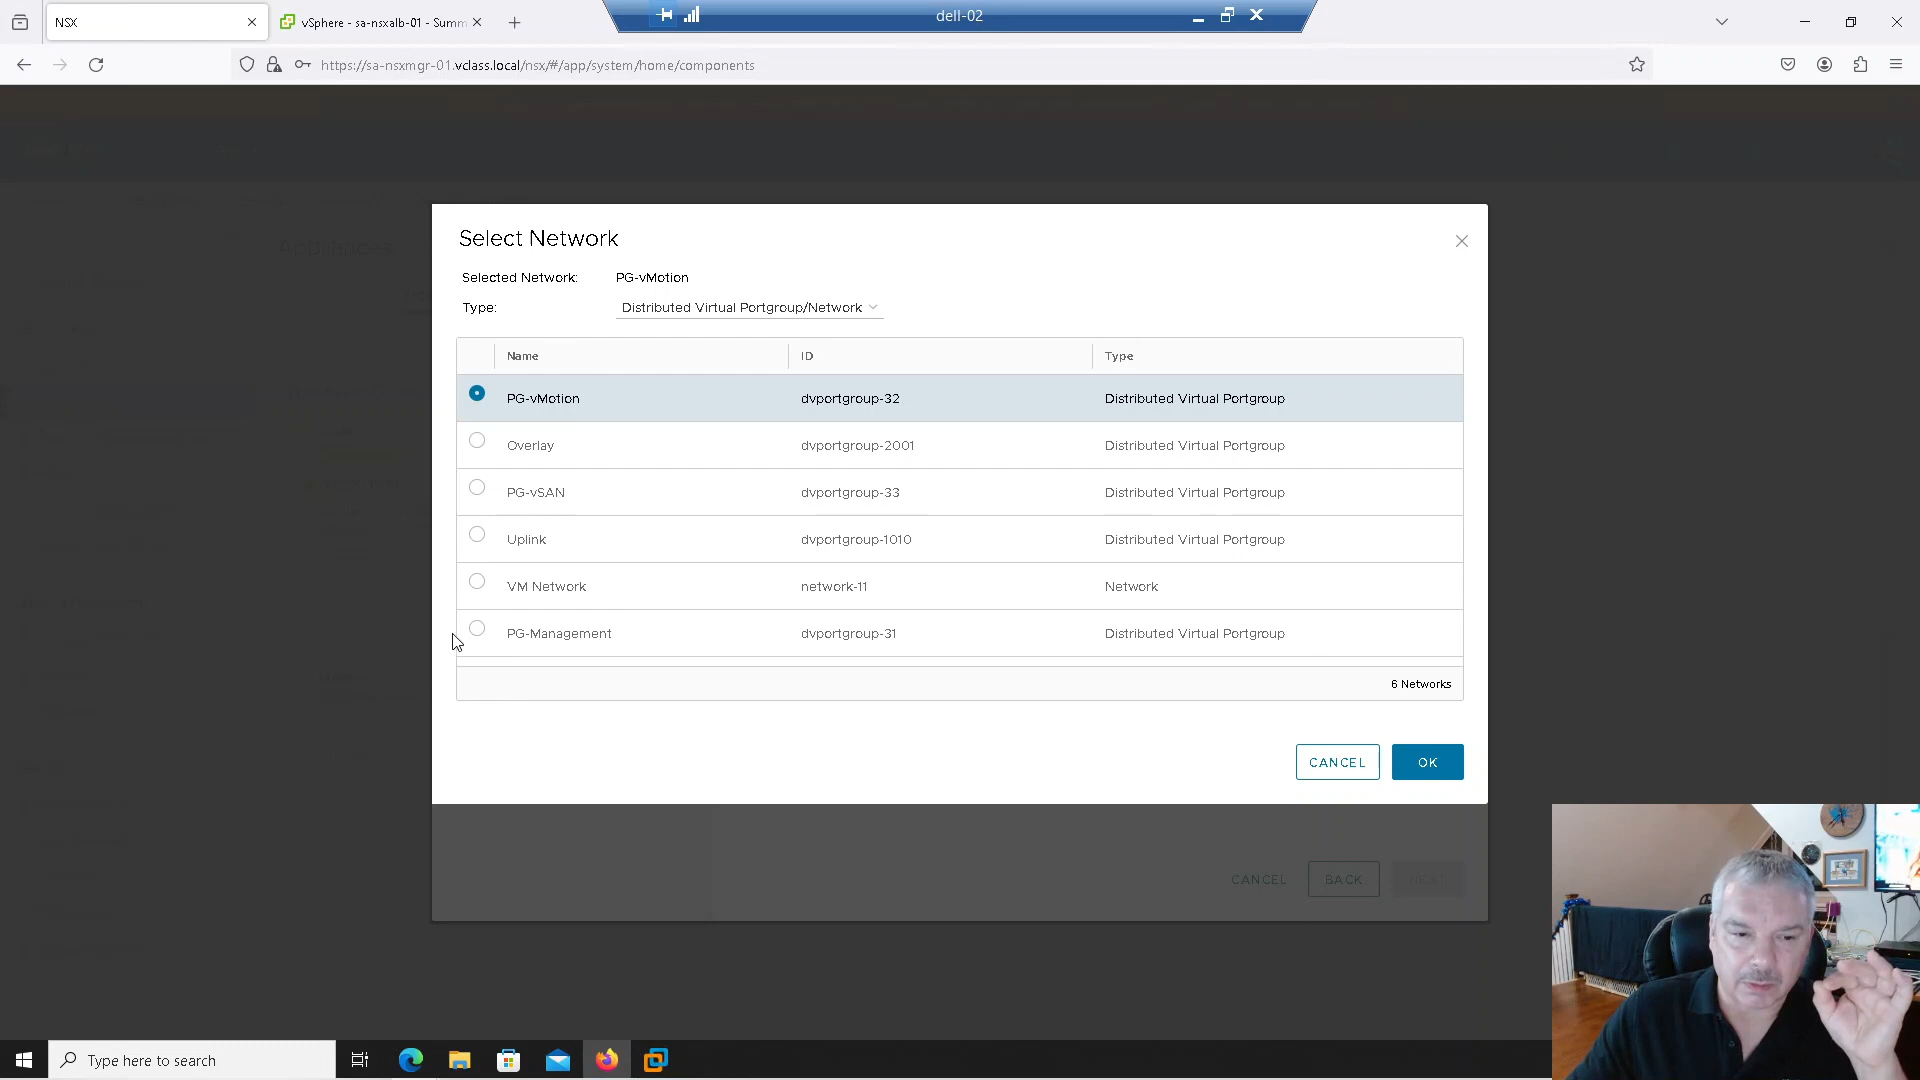 NSX
vSphere - sa-nsxalb-01 - Summ
dell-02
https://sa-nsxmgr-01.vclass.local/nsx/#/app/system/home/components
Appliances
Select Network
Selected Network: PG-vMotion
Type: Distributed Virtual Portgroup/Network
Name ID Type
PG-vMotion dvportgroup-32 Distributed Virtual Portgroup
Overlay dvportgroup-2001 Distributed Virtual Portgroup
PG-vSAN dvportgroup-33 Distributed Virtual Portgroup
Uplink dvportgroup-1010 Distributed Virtual Portgroup
VM Network network-11 Network
PG-Management dvportgroup-31 Distributed Virtual Portgroup
6 Networks
CANCEL OK
CANCEL BACK NEXT
Type here to search